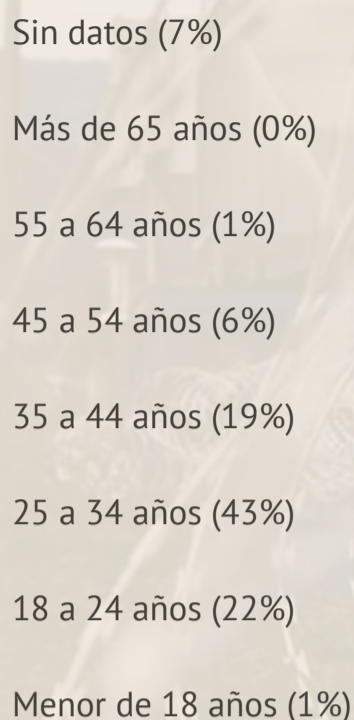 Sin datos (7%)
Más de 65 años (0%)
55 a 64 años (1%)
45 a 54 años (6%)
35 a 44 años (19%)
25 a 34 años (43%)
18 a 24 años (22%)
Menor de 18 años (1%)